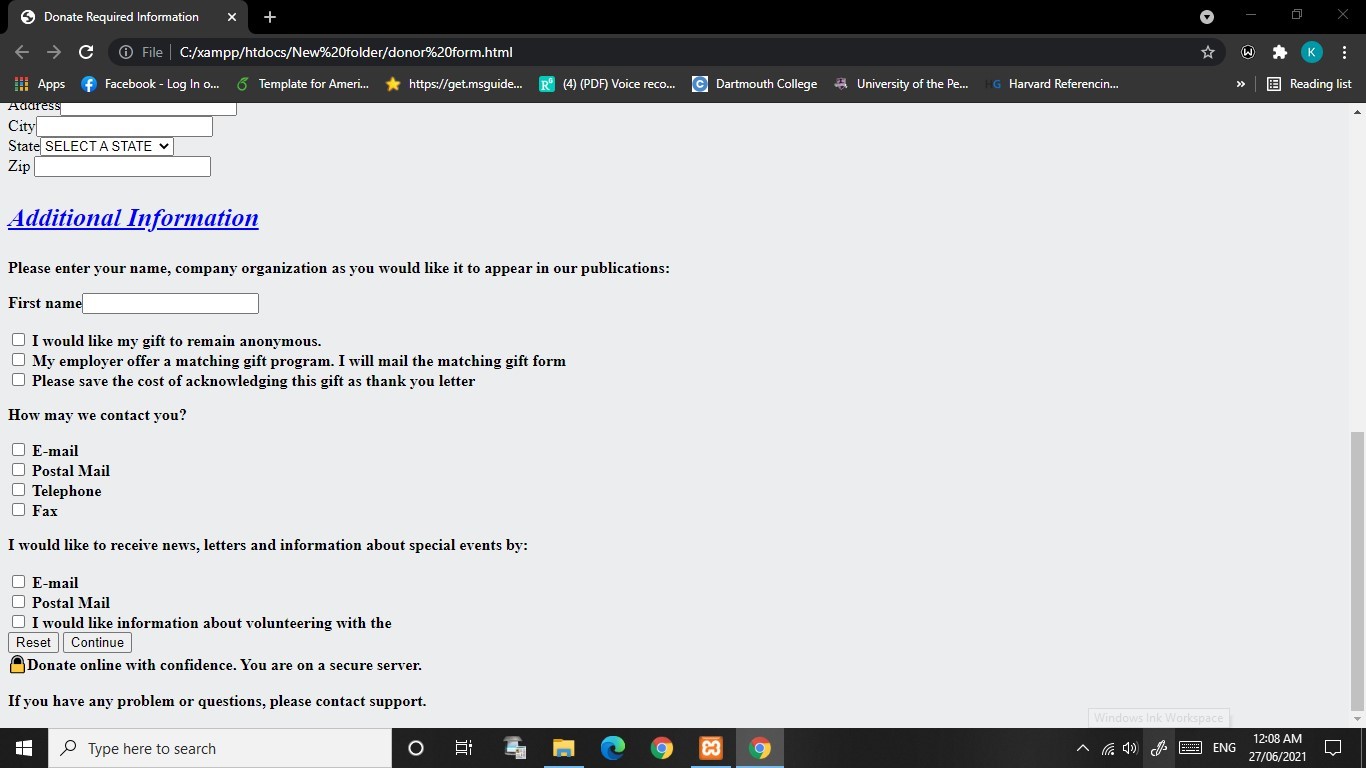 Donate Required Information
File | C:/xampp/htdocs/New%20folder/donor%20form.html
K
Apps
Facebook - Log In o...
Template for Ameri...
https://get.msguide...
(4) (PDF) Voice reco...
Dartmouth College
University of the Pe...
HG Harvard Referencin...
»
Reading list
Address
City
State SELECT A STATE
Zip
Additional Information
Please enter your name, company organization as you would like it to appear in our publications:
First name
I would like my gift to remain anonymous.
My employer offer a matching gift program. I will mail the matching gift form
Please save the cost of acknowledging this gift as thank you letter
How may we contact you?
E-mail
Postal Mail
Telephone
Fax
I would like to receive news, letters and information about special events by:
E-mail
Postal Mail
I would like information about volunteering with the
Reset Continue
Donate online with confidence. You are on a secure server.
If you have any problem or questions, please contact support.
Windows Ink Workspace
Type here to search
ENG
12:08 AM
27/06/2021